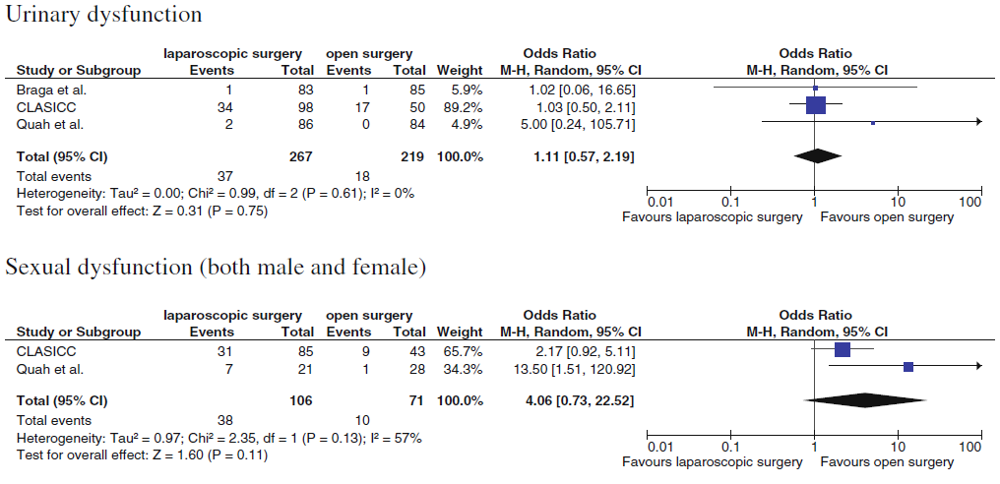 Urinary dysfunction
laparoscopic surgery open surgery Odds Ratio Odds Ratio
Study or Subgroup Events Total Events Total Weight M-H, Random, 95% CI M-H, Random, 95% CI
Braga et al. 1 83 1 85 5.9% 1.02 [0.06, 16.65]
CLASICC 34 98 17 50 89.2% 1.03 [0.50, 2.11]
Quah et al. 2 86 0 84 4.9% 5.00 [0.24, 105.71]
Total (95% CI) 267 219 100.0% 1.11 [0.57, 2.19]
Total events 37 18
Heterogeneity: Tau² = 0.00; Chi² = 0.99, df = 2 (P = 0.61); I² = 0%
Test for overall effect: Z = 0.31 (P = 0.75)
0.01 0.1 1 10 100
Favours laparoscopic surgery Favours open surgery
Sexual dysfunction (both male and female)
laparoscopic surgery open surgery Odds Ratio Odds Ratio
Study or Subgroup Events Total Events Total Weight M-H, Random, 95% CI M-H, Random, 95% CI
CLASICC 31 85 9 43 65.7% 2.17 [0.92, 5.11]
Quah et al. 7 21 1 28 34.3% 13.50 [1.51, 120.92]
Total (95% CI) 106 71 100.0% 4.06 [0.73, 22.52]
Total events 38 10
Heterogeneity: Tau² = 0.97; Chi² = 2.35, df = 1 (P = 0.13); I² = 57%
Test for overall effect: Z = 1.60 (P = 0.11)
0.01 0.1 1 10 100
Favours laparoscopic surgery Favours open surgery